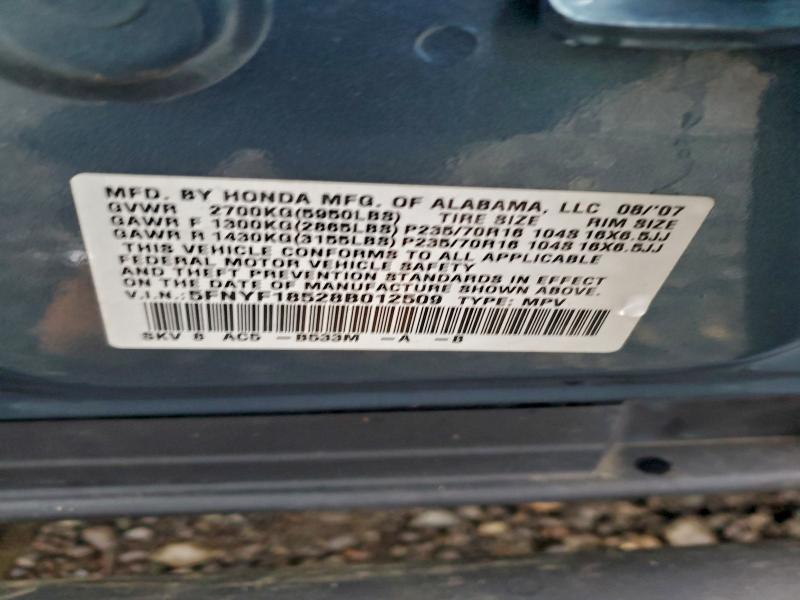 MFD. BY HONDA MFG. OF ALABAMA, LLC 08/'07
GVWR 2700KG(5950LBS) TIRE SIZE RIM SIZE
GAWR F 1300KG(2865LBS) P235/70R16 104S 16X6.5JJ
GAWR R 1430KG(3155LBS) P235/70R16 104S 16X6.5JJ
THIS VEHICLE CONFORMS TO ALL APPLICABLE
FEDERAL MOTOR VEHICLE SAFETY
AND THEFT PREVENTION STANDARDS IN EFFECT
ON THE DATE OF MANUFACTURE SHOWN ABOVE.
V.I.N.: 5FNYF18528B012509 TYPE: MPV
SKV 8 AC5 -B533M -A -B